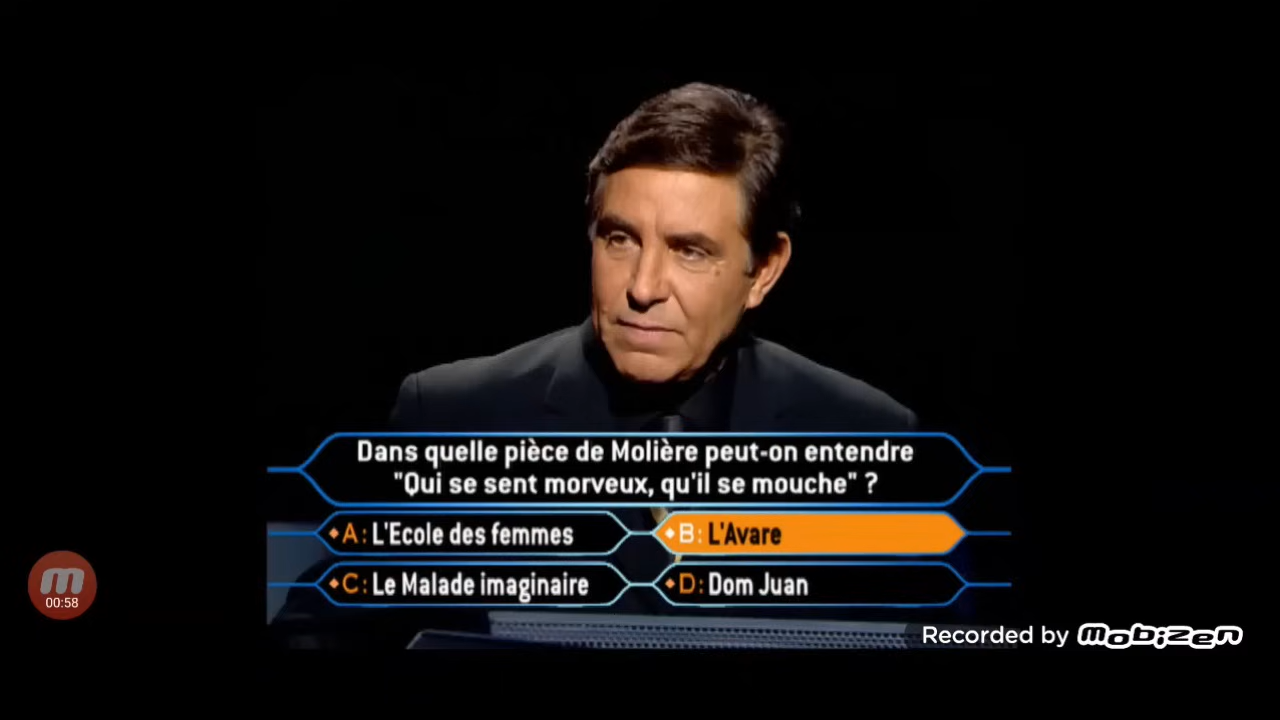 Dans quelle pièce de Molière peut-on entendre
"Qui se sent morveux, qu'il se mouche" ?
A: L'Ecole des femmes
B: L'Avare
C: Le Malade imaginaire
D: Dom Juan
00:58
Recorded by mobizen